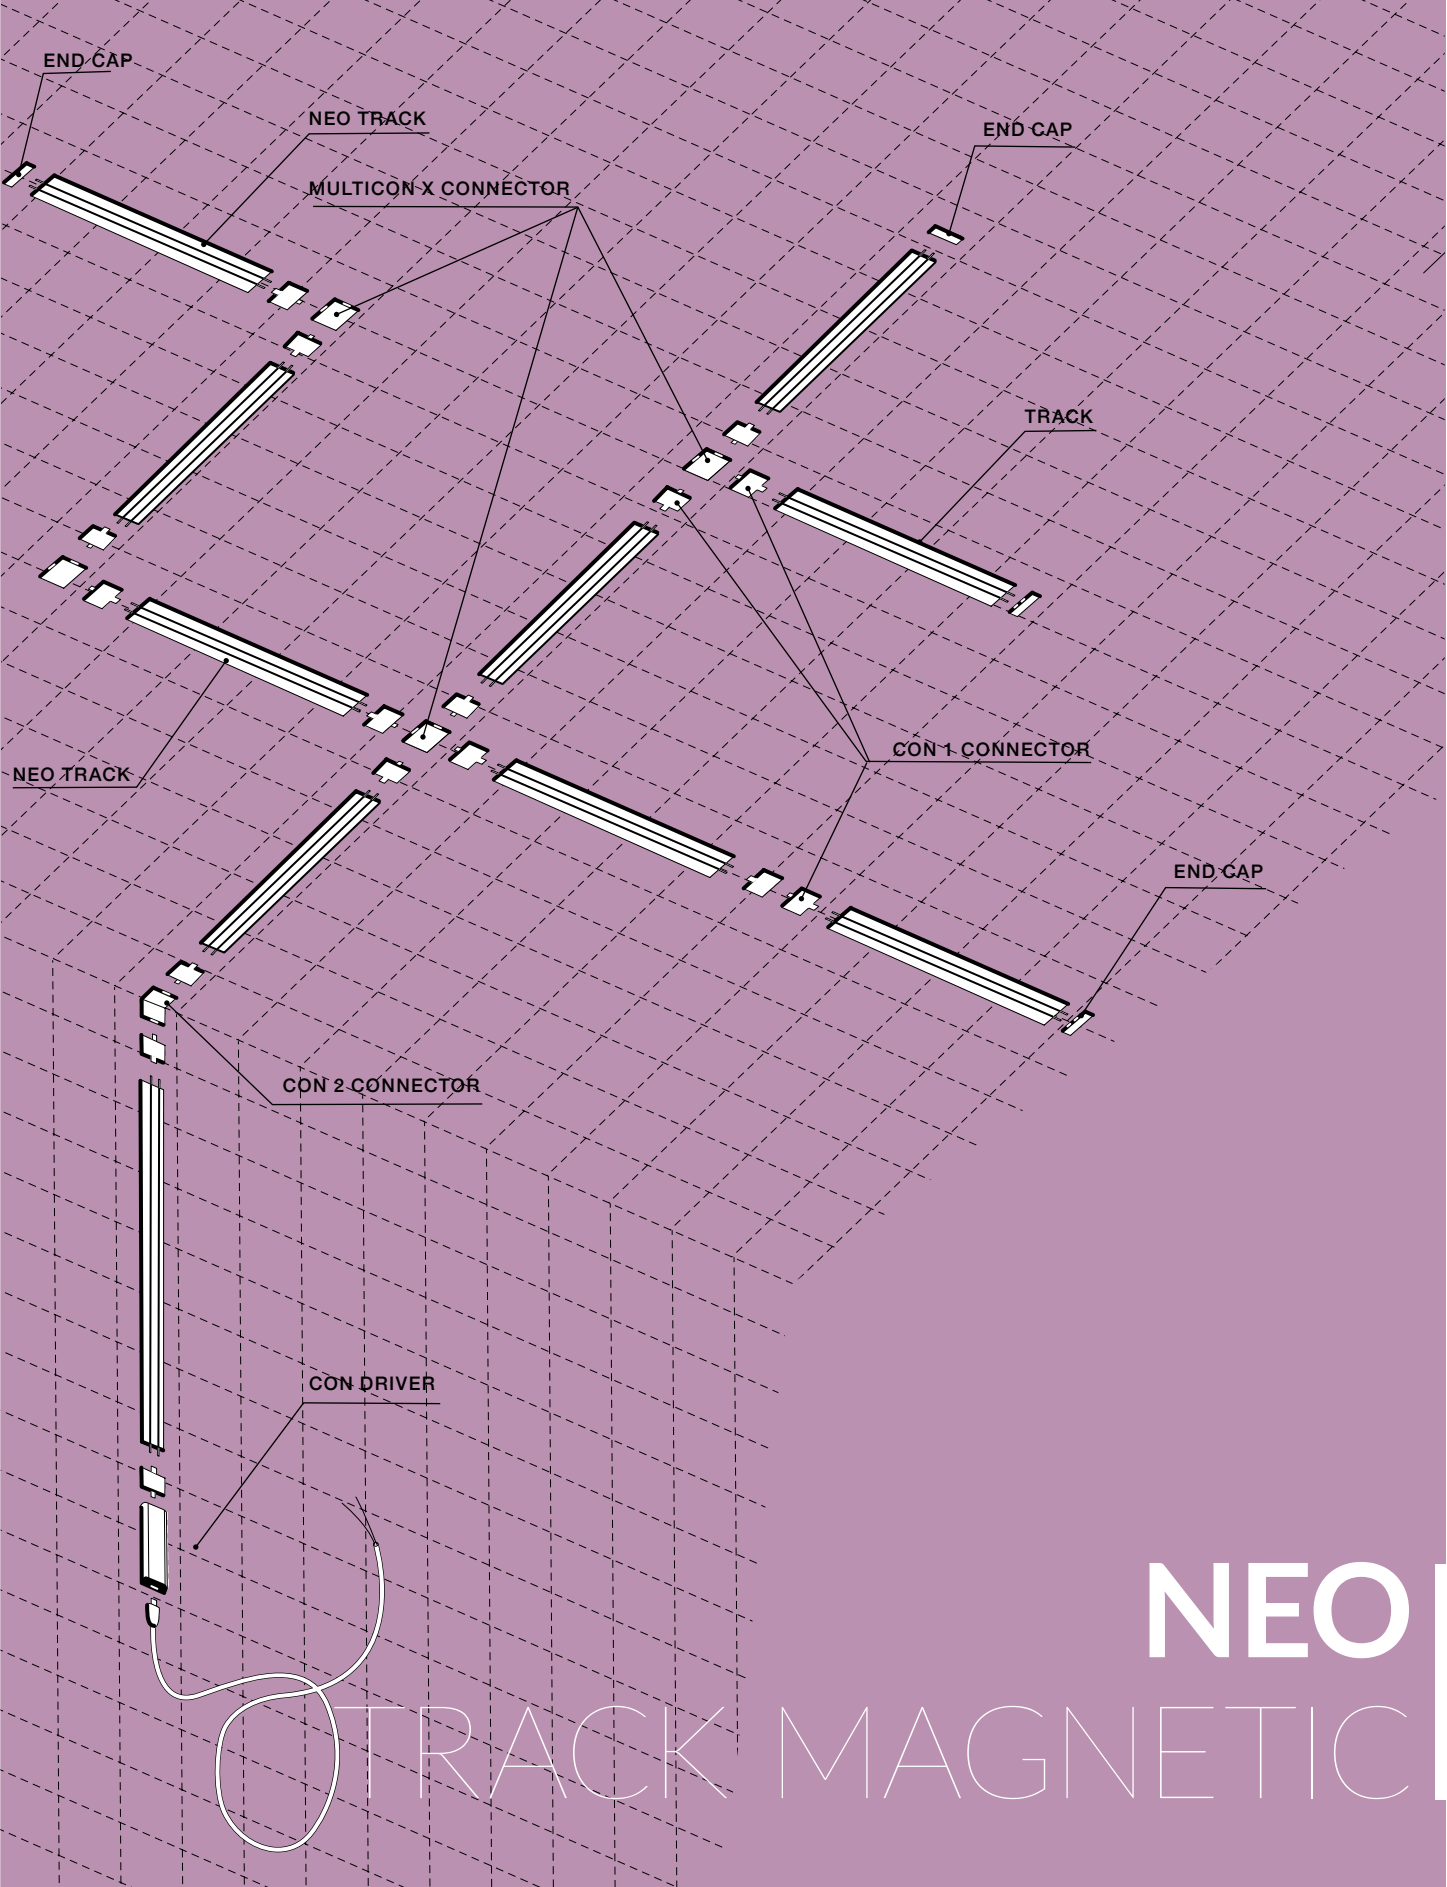 END CAP
NEO TRACK
END CAP
MULTICON X CONNECTOR
TRACK
CON 1 CONNECTOR
NEO TRACK
END CAP
CON 2 CONNECTOR
CON DRIVER
NEO
TRACK MAGNETIC